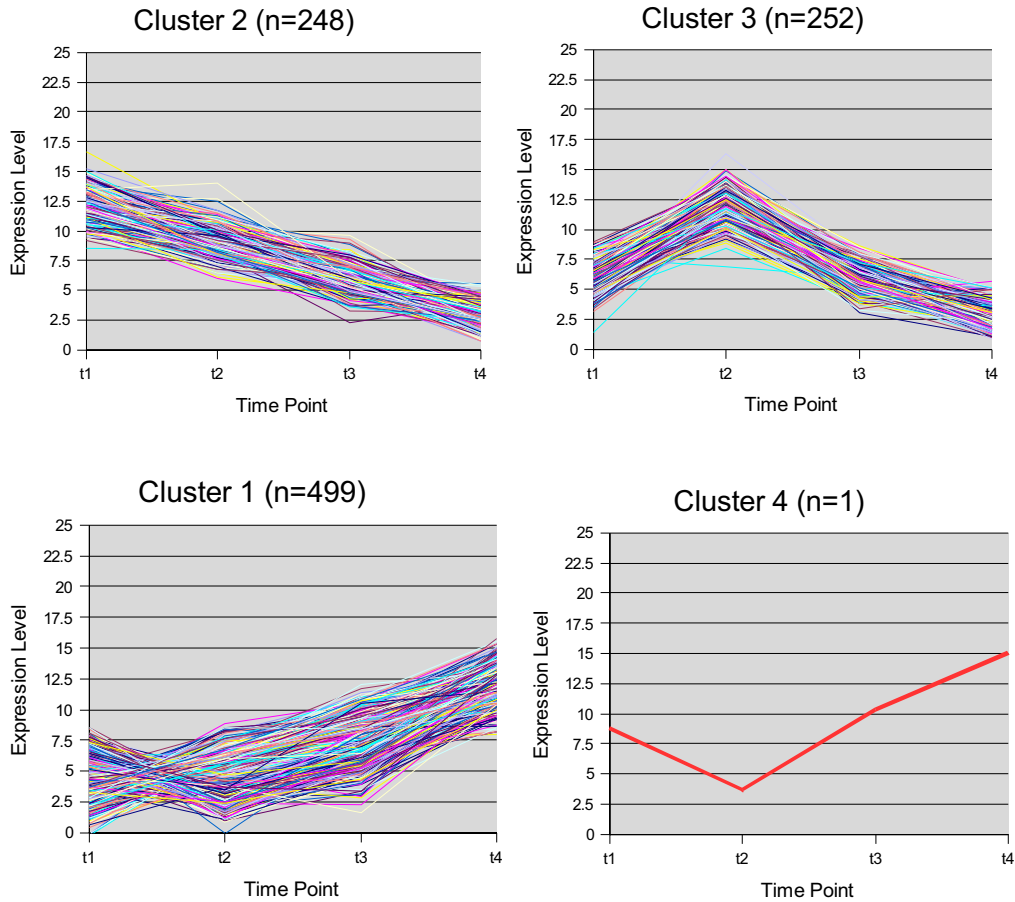 Cluster 2 (n=248)
Expression Level
25
22.5
20
17.5
15
12.5
10
7.5
5
2.5
0
t1 t2 t3 t4
Time Point
Cluster 3 (n=252)
Expression Level
25
22.5
20
17.5
15
12.5
10
7.5
5
2.5
0
t1 t2 t3 t4
Time Point
Cluster 1 (n=499)
Expression Level
25
22.5
20
17.5
15
12.5
10
7.5
5
2.5
0
t1 t2 t3 t4
Time Point
Cluster 4 (n=1)
Expression Level
25
22.5
20
17.5
15
12.5
10
7.5
5
2.5
0
t1 t2 t3 t4
Time Point